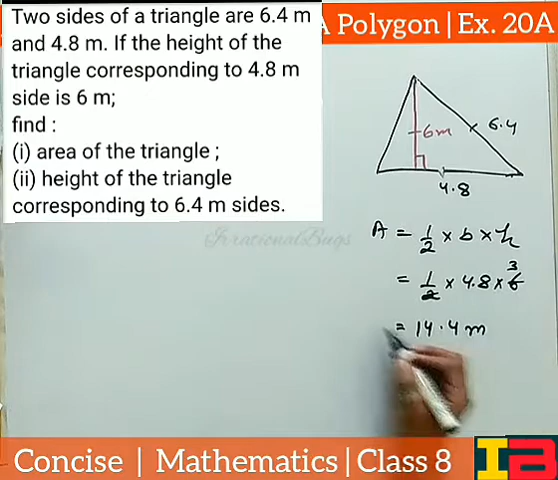 Two sides of a triangle are 6.4 m
and 4.8 m. If the height of the
triangle corresponding to 4.8 m
side is 6 m;
find :
(i) area of the triangle ;
(ii) height of the triangle
corresponding to 6.4 m sides.
A Polygon | Ex. 20A
6m
6.4
4.8
IrrationalBugs
A = 1/2 × b × h
= 1/2 × 4.8 × 6 3
= 14.4 m
Concise | Mathematics | Class 8
IB